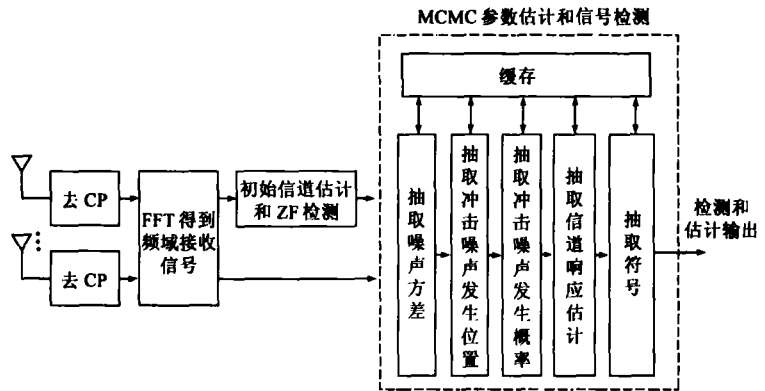 MCMC 参数估计和信号检测
缓存
去 CP
去 CP
FFT 得到
频域接收
信号
初始信道估计
和 ZF 检测
抽取噪声方差
抽取冲击噪声发生位置
抽取冲击噪声发生概率
抽取信道响应估计
抽取符号
检测和
估计输出